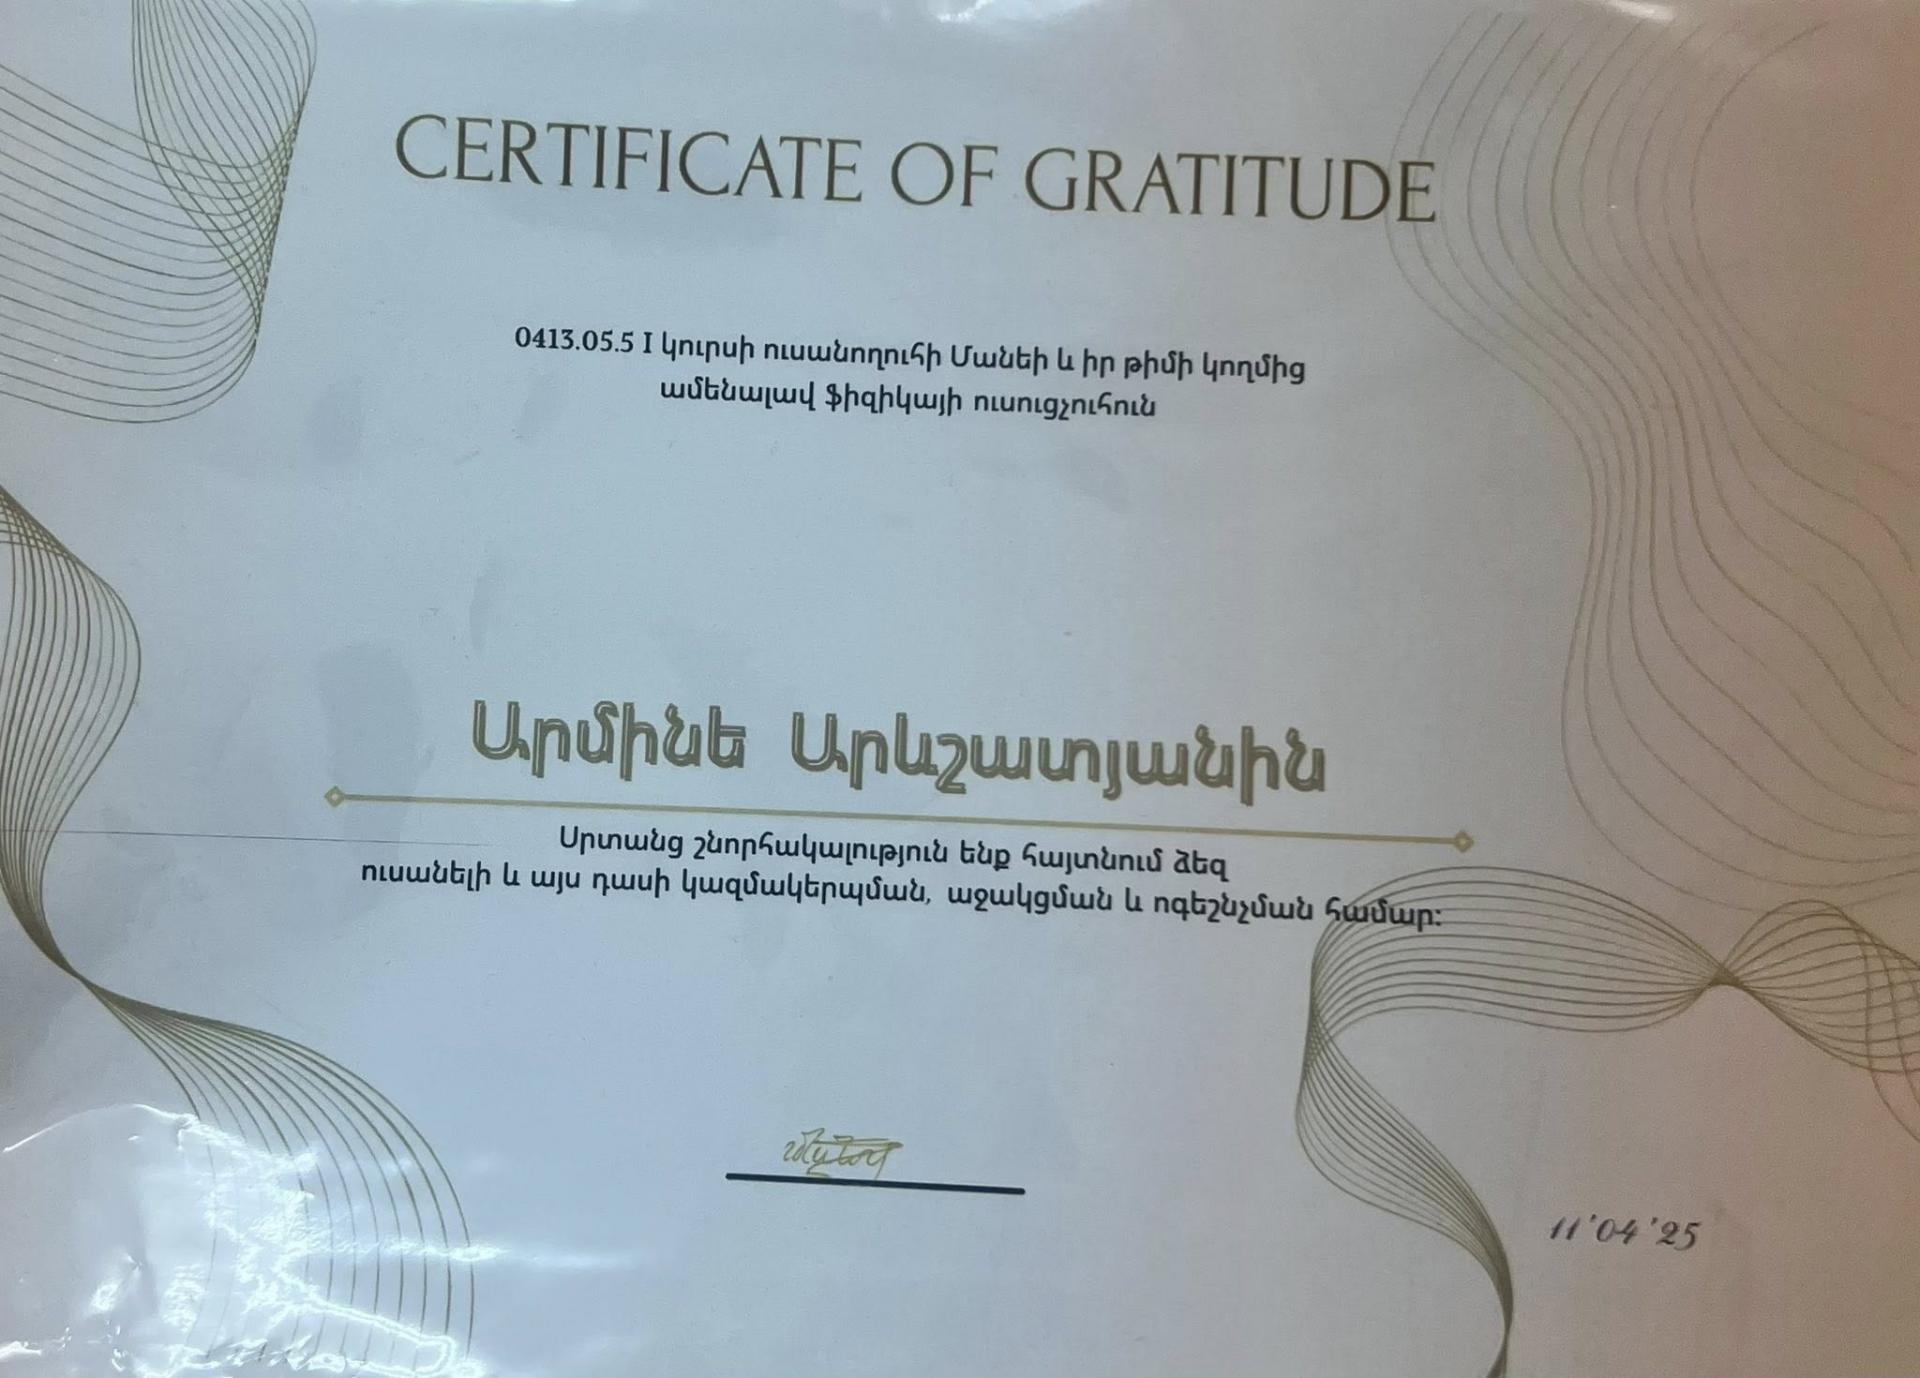 CERTIFICATE OF GRATITUDE
0413.05.5 I կուրսի ուսանողուհի Մանեի և իր թիմի կողմից
ամենալավ ֆիզիկայի ուսուցչուհուն
Արմինե Արևշատյանին
Սրտանց շնորհակալություն ենք հայտնում ձեզ
ուսանելի և այս դասի կազմակերպման, աջակցման և ոգեշնչման համար:
11'04'25